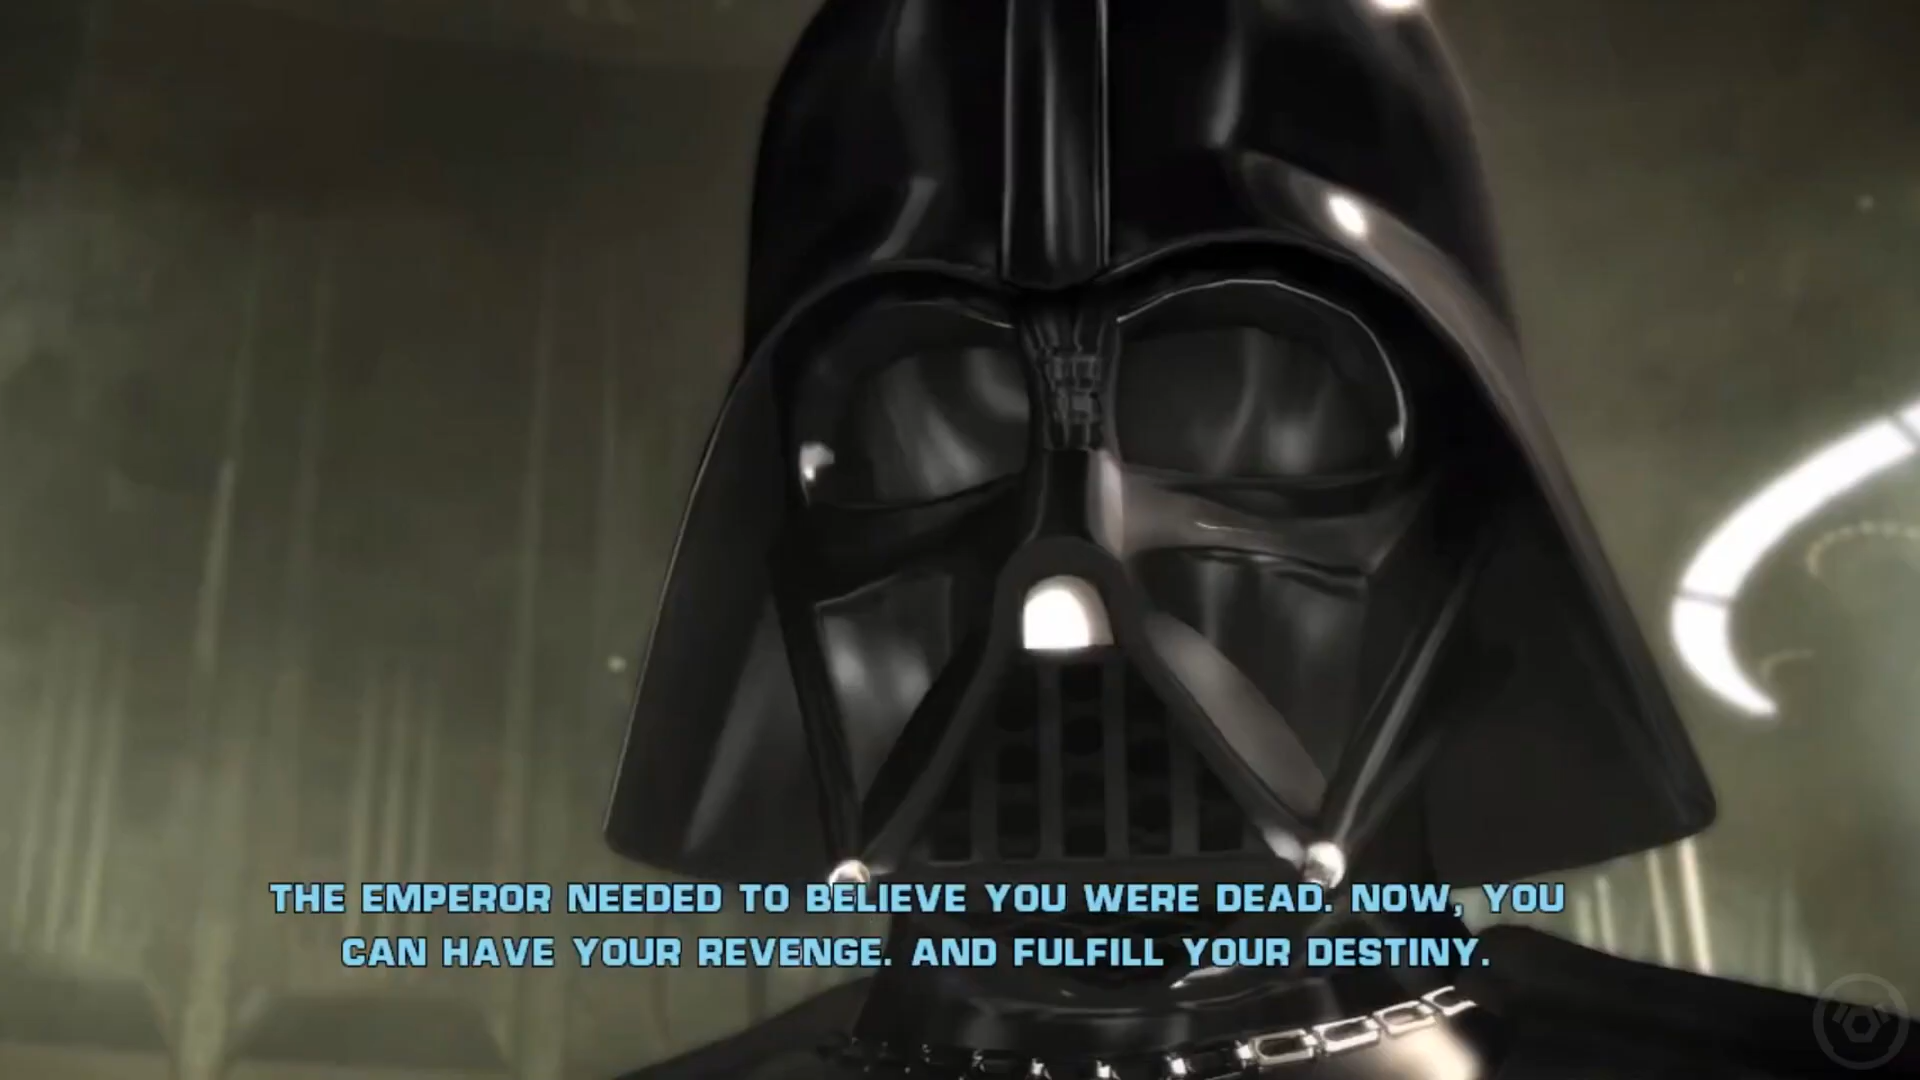 THE EMPEROR NEEDED TO BELIEVE YOU WERE DEAD. NOW, YOU
CAN HAVE YOUR REVENGE. AND FULFILL YOUR DESTINY.